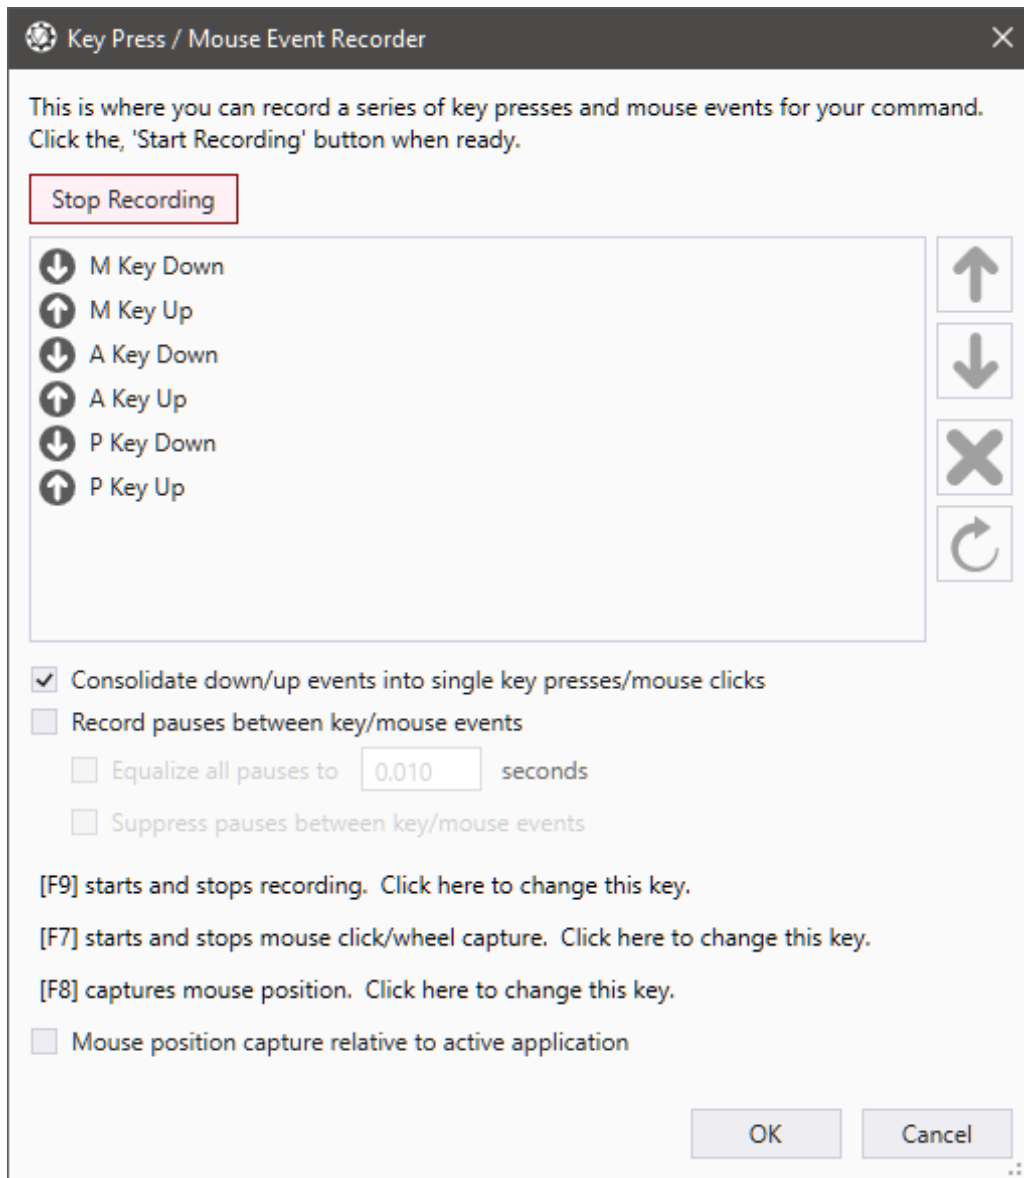 Key Press / Mouse Event Recorder
This is where you can record a series of key presses and mouse events for your command.
Click the, 'Start Recording' button when ready.
Stop Recording
M Key Down
M Key Up
A Key Down
A Key Up
P Key Down
P Key Up
Consolidate down/up events into single key presses/mouse clicks
Record pauses between key/mouse events
Equalize all pauses to 0.010 seconds
Suppress pauses between key/mouse events
[F9] starts and stops recording.  Click here to change this key.
[F7] starts and stops mouse click/wheel capture.  Click here to change this key.
[F8] captures mouse position.  Click here to change this key.
Mouse position capture relative to active application
OK Cancel